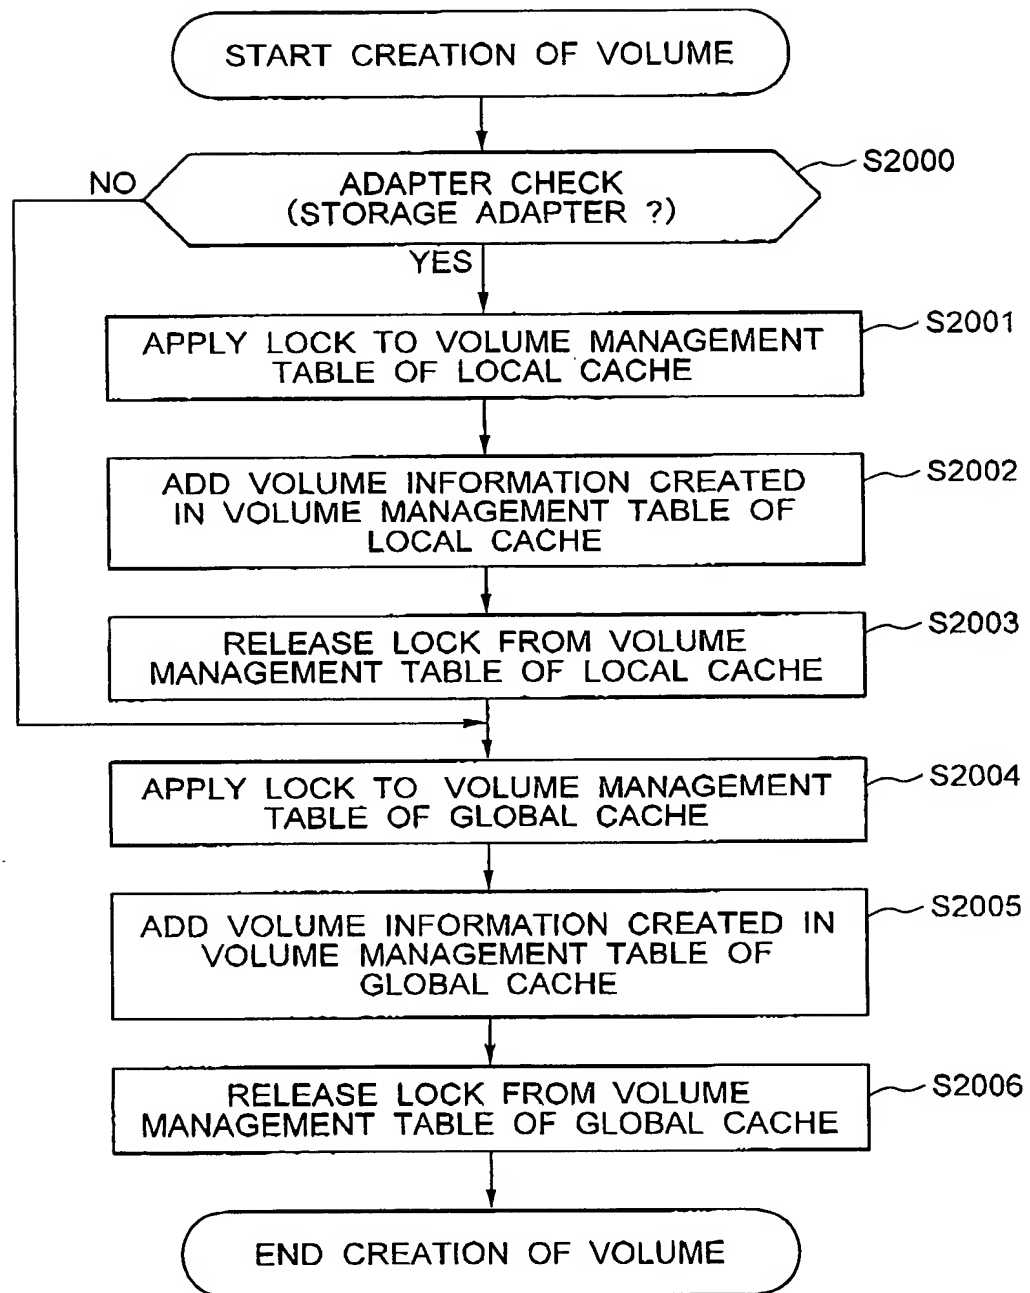 START CREATION OF VOLUME
S2000
NO
ADAPTER CHECK
(STORAGE ADAPTER ?)
YES
S2001
APPLY LOCK TO VOLUME MANAGEMENT
TABLE OF LOCAL CACHE
S2002
ADD VOLUME INFORMATION CREATED
IN VOLUME MANAGEMENT TABLE OF
LOCAL CACHE
S2003
RELEASE LOCK FROM VOLUME
MANAGEMENT TABLE OF LOCAL CACHE
S2004
APPLY LOCK TO VOLUME MANAGEMENT
TABLE OF GLOBAL CACHE
S2005
ADD VOLUME INFORMATION CREATED IN
VOLUME MANAGEMENT TABLE OF
GLOBAL CACHE
S2006
RELEASE LOCK FROM VOLUME
MANAGEMENT TABLE OF GLOBAL CACHE
END CREATION OF VOLUME